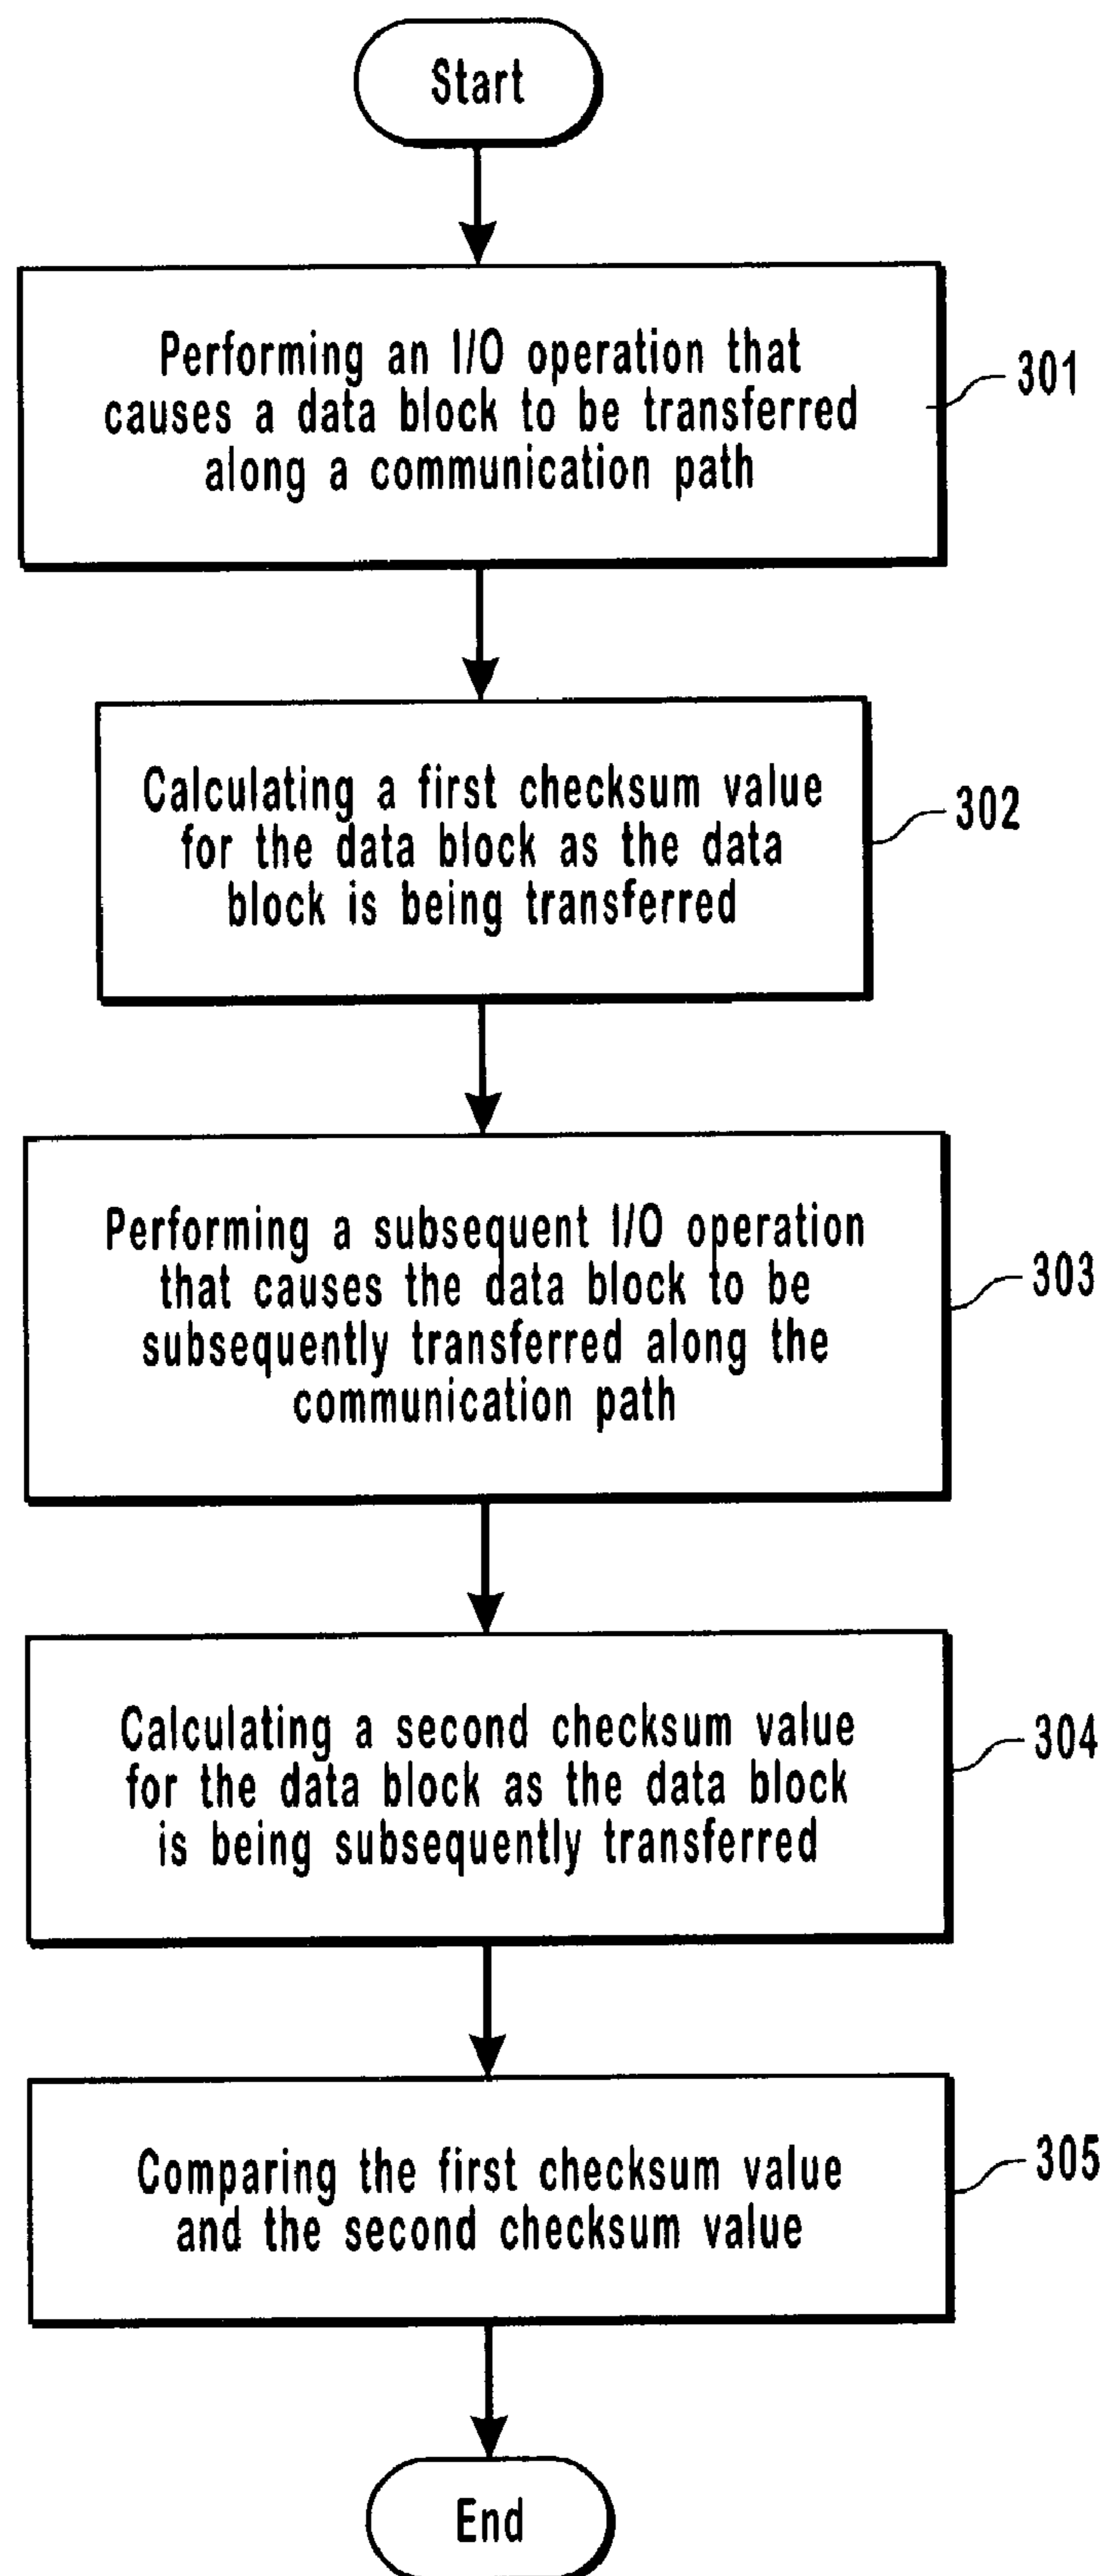 Start
Performing an I/O operation that
causes a data block to be transferred
along a communication path
301
Calculating a first checksum value
for the data block as the data
block is being transferred
302
Performing a subsequent I/O operation
that causes the data block to be
subsequently transferred along the
communication path
303
Calculating a second checksum value
for the data block as the data block
is being subsequently transferred
304
Comparing the first checksum value
and the second checksum value
305
End